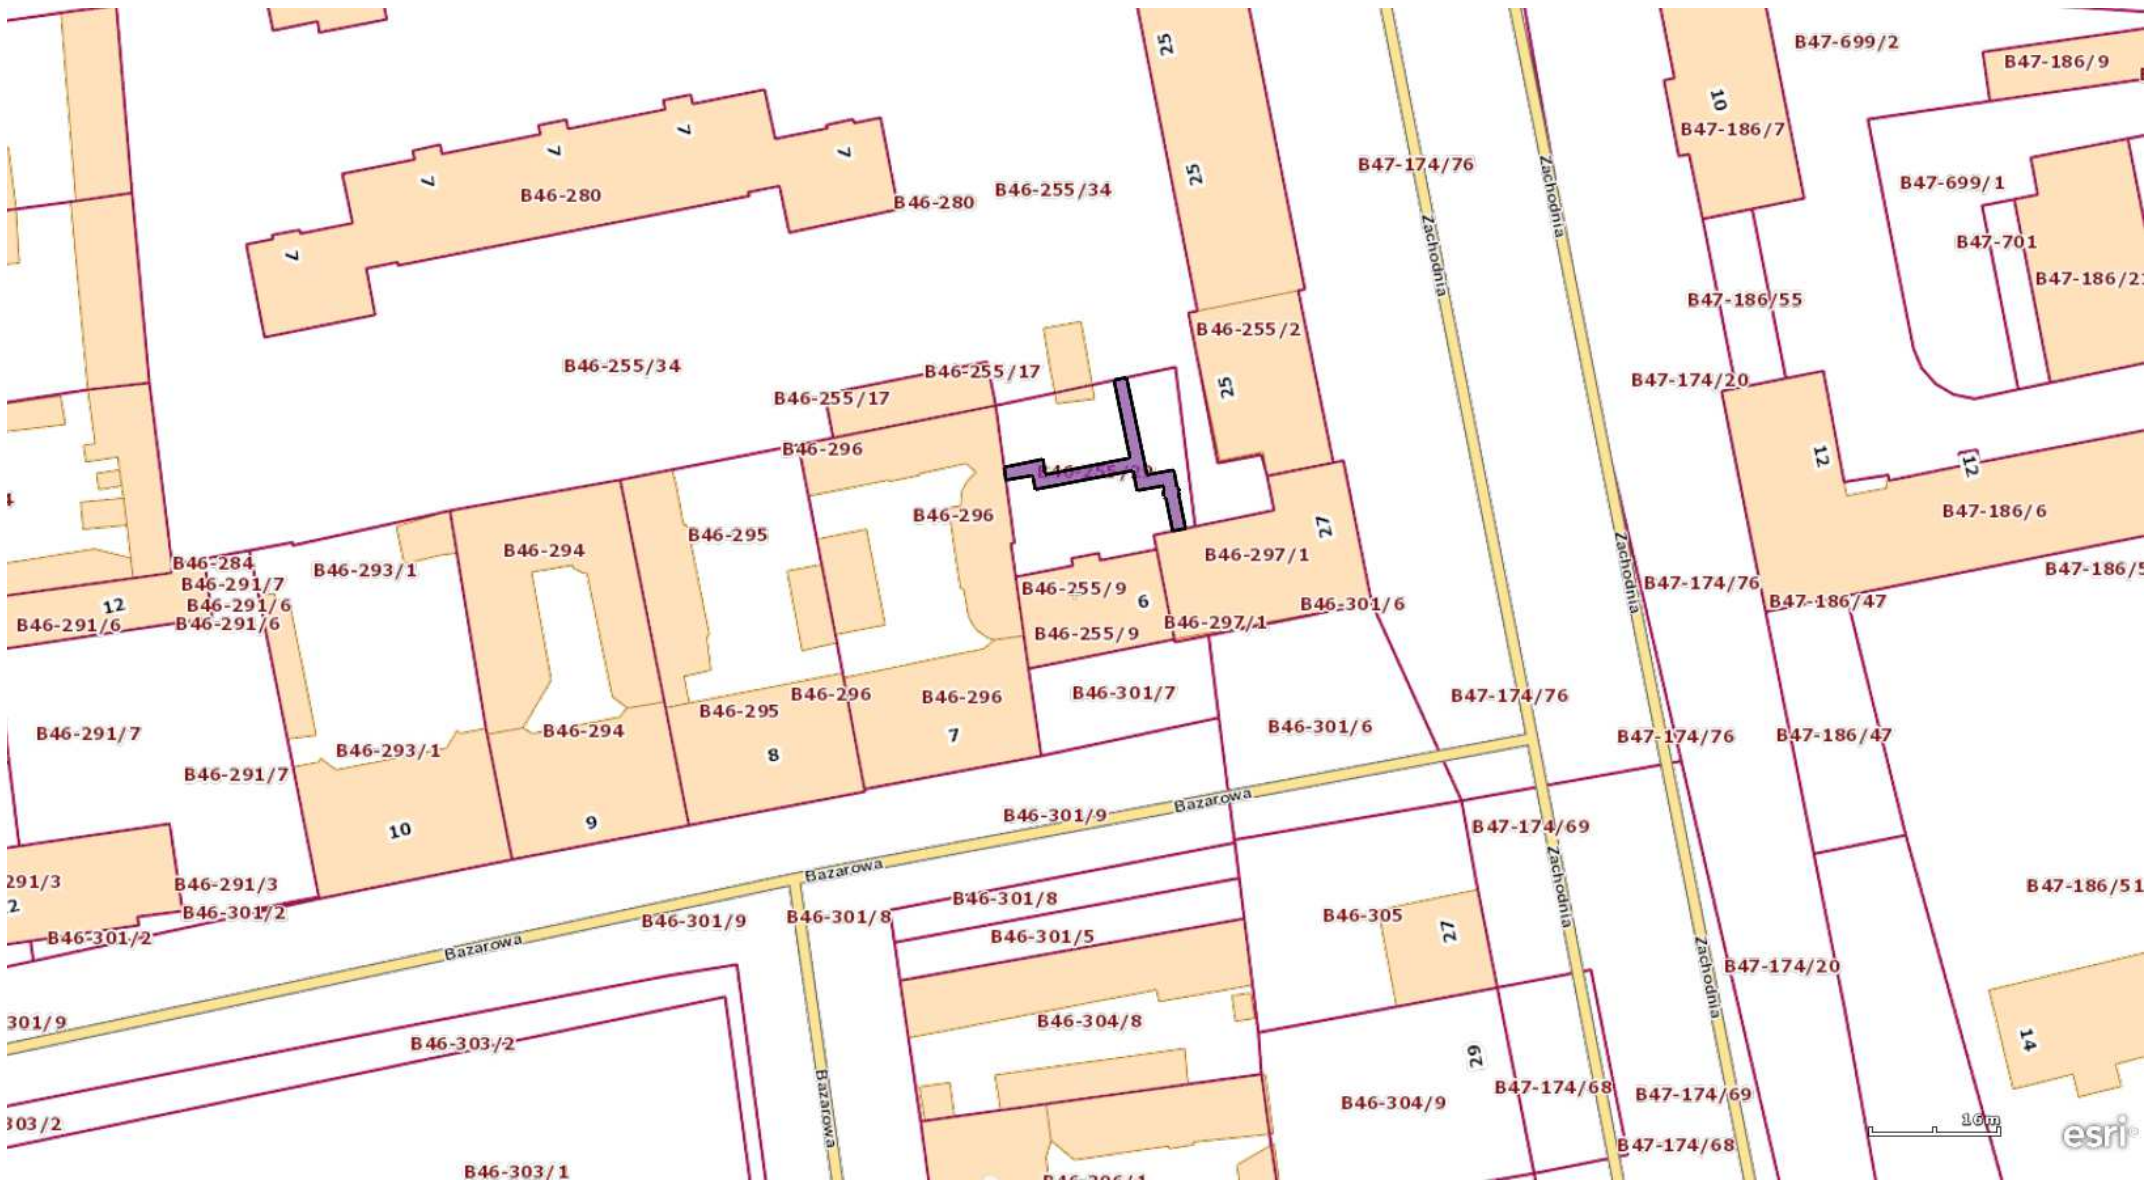 B47-699/2
25
B47-186/9
10
7
B47-186/7
7
7
25
B47-174/76
Zachodnia
B47-699/1
7
B46-280
B46-280
B46-255/34
Zachodnia
B47-701
7
B47-186/2
B47-186/55
B46-255/2
B46-255/34
B46-255/17
B46-255/17
25
B47-174/20
B46-296
12
12
B46-296
B46-295
B46-294
B46-297/1
27
B47-186/6
B46-284
B46-293/1
B46-291/7
Zachodnia
B47-174/76
B47-186/5
B46-291/6
12
B46-255/9
6
B46-301/6
B47-186/47
B46-291/6
B46-291/6
B46-297/1
B46-255/9
B46-296
B46-296
B46-301/7
B47-174/76
B46-295
B46-291/7
B46-294
7
B46-301/6
B47-174/76
B47-186/47
B46-293/1
8
B46-291/7
Bazarowa
9
10
B46-301/9
B47-174/69
Bazarowa
Zachodnia
291/3
B46-291/3
B47-186/51
B46-301/8
2
B46-301/2
B46-301/9
B46-301/8
B46-305
27
B46-301/2
Bazarowa
B46-301/5
Zachodnia
B47-174/20
301/9
B46-304/8
B46-303/2
29
14
B47-174/68
B47-174/69
Bazarowa
B46-304/9
303/2
16m
esri
B47-174/68
B46-303/1